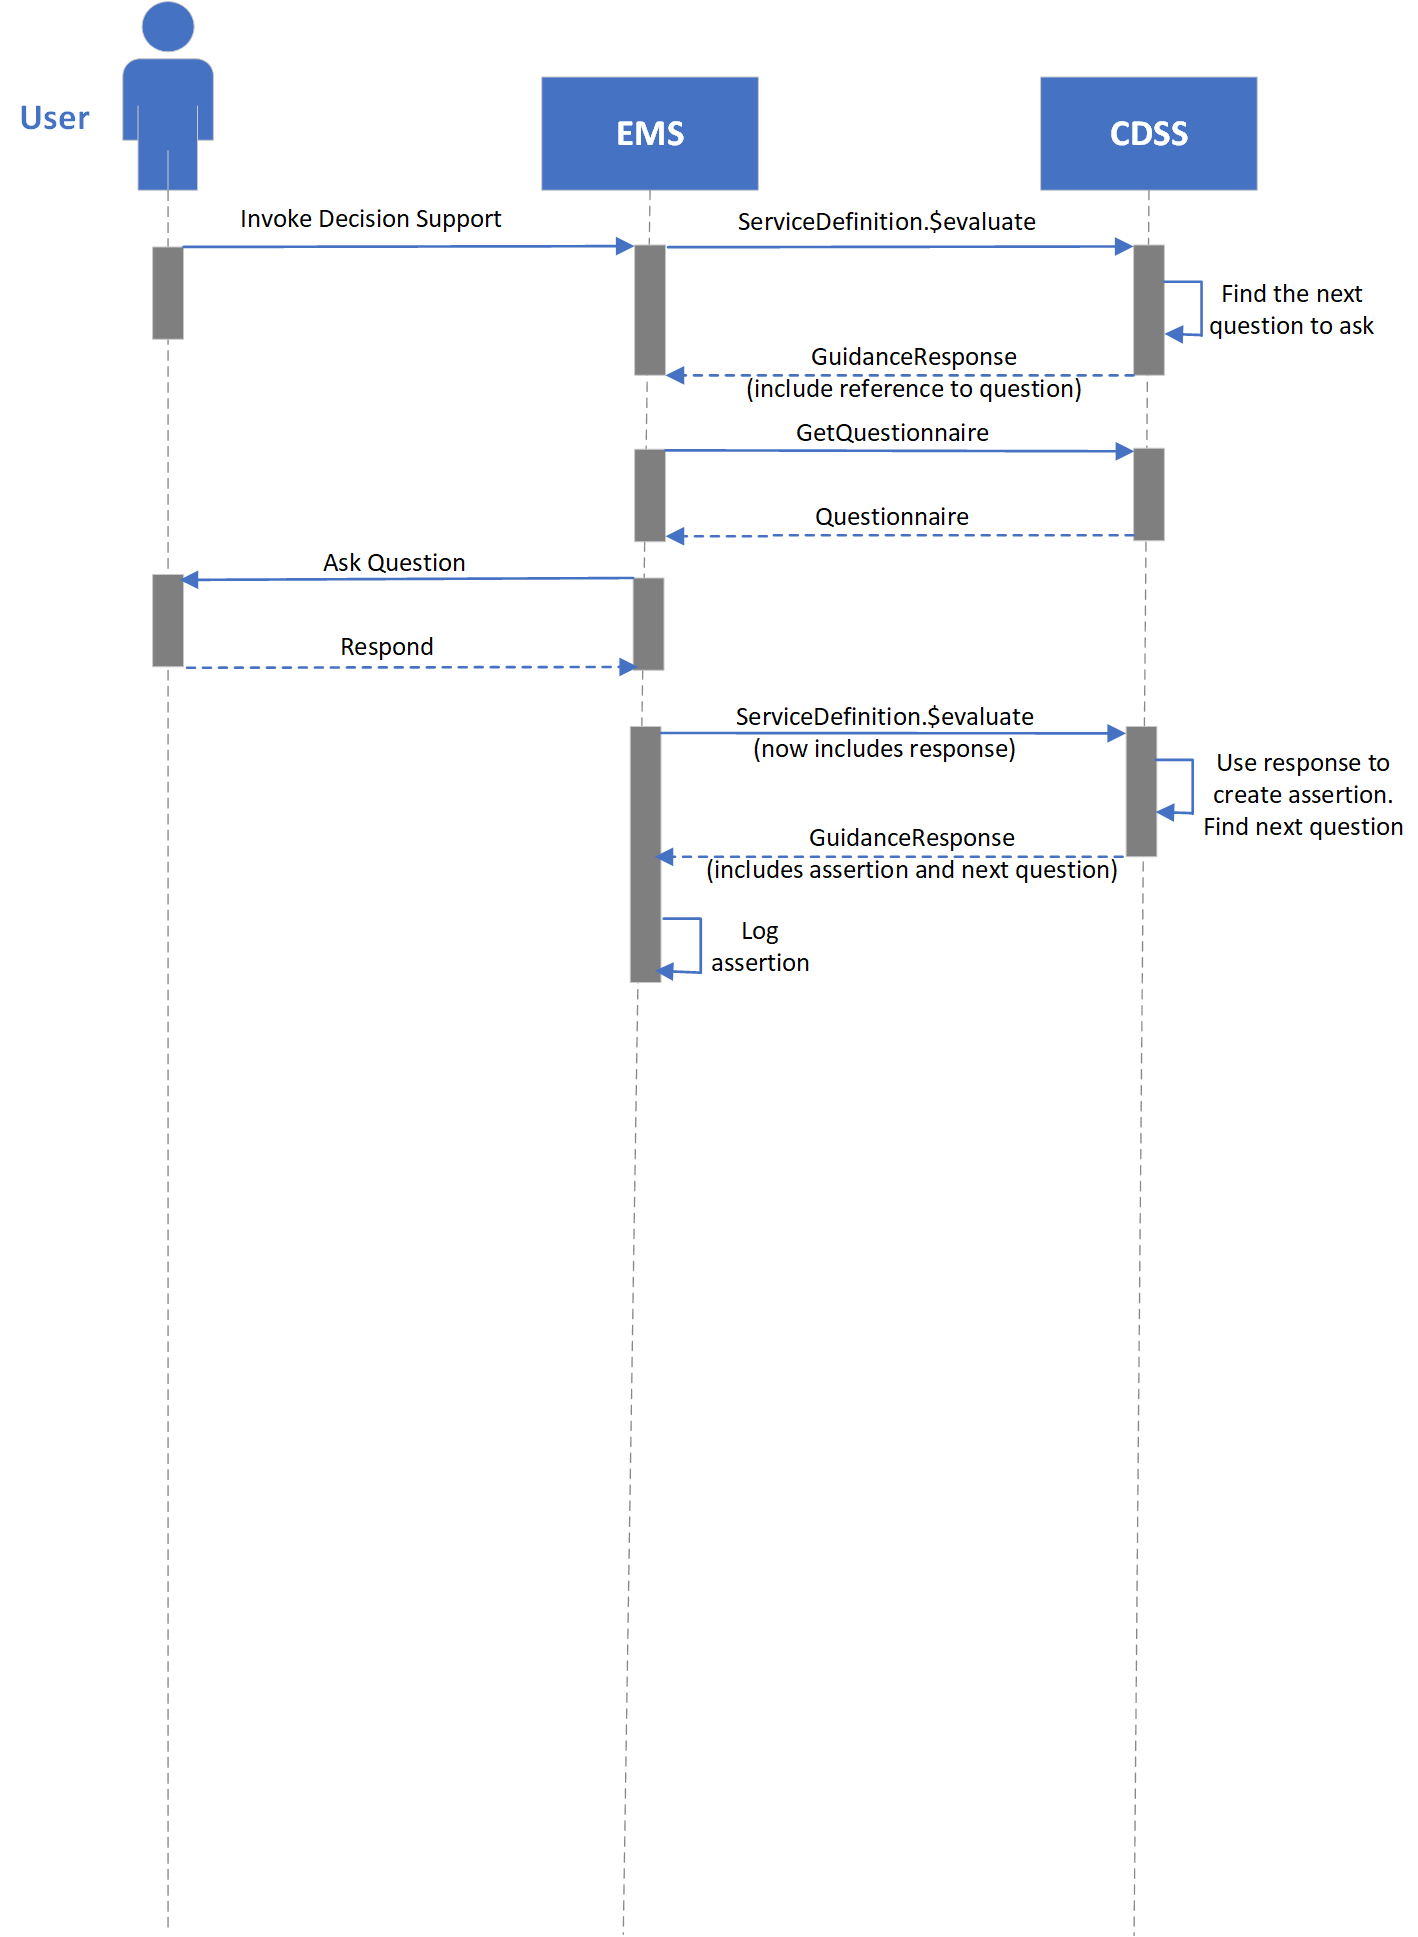 User
EMS
CDSS
Invoke Decision Support
ServiceDefinition.$evaluate
Find the next
question to ask
GuidanceResponse
(include reference to question)
GetQuestionnaire
Questionnaire
Ask Question
Respond
ServiceDefinition.$evaluate
(now includes response)
Use response to
create assertion.
Find next question
GuidanceResponse
(includes assertion and next question)
Log
assertion